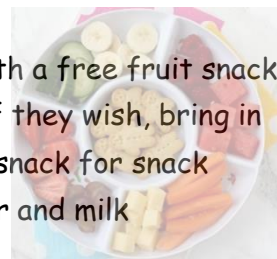 th a free fruit snack
they wish, bring in
snack for snack
and milk